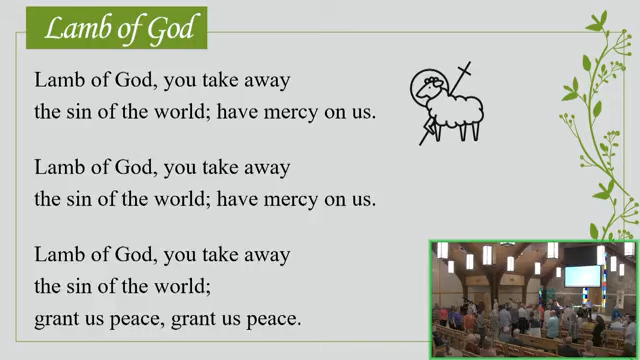 Lamb of God
Lamb of God, you take away
the sin of the world; have mercy on us.
Lamb of God, you take away
the sin of the world; have mercy on us.
Lamb of God, you take away
the sin of the world;
grant us peace, grant us peace.